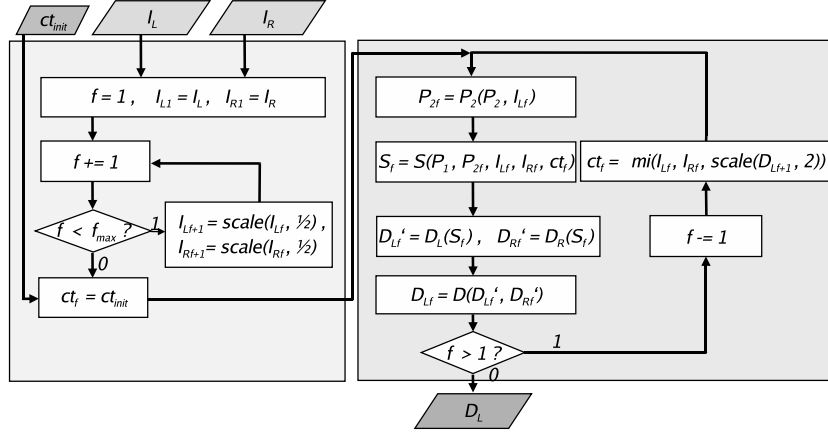 ct_init
I_L
I_R
f = 1 , I_L1 = I_L, I_R1 = I_R
f += 1
f < f_max ?
1
I_Lf+1 = scale(I_Lf , ½) ,
I_Rf+1= scale(I_Rf , ½)
0
ct_f = ct_init
P_2f = P_2(P_2 , I_Lf)
S_f = S(P_1 , P_2f , I_Lf , I_Rf , ct_f)
D_Lf‘ = D_L(S_f) , D_Rf‘ = D_R(S_f)
D_Lf = D(D_Lf‘, D_Rf‘)
f > 1 ?
1
0
D_L
ct_f = mi(I_Lf , I_Rf , scale(D_Lf+1 , 2))
f -= 1